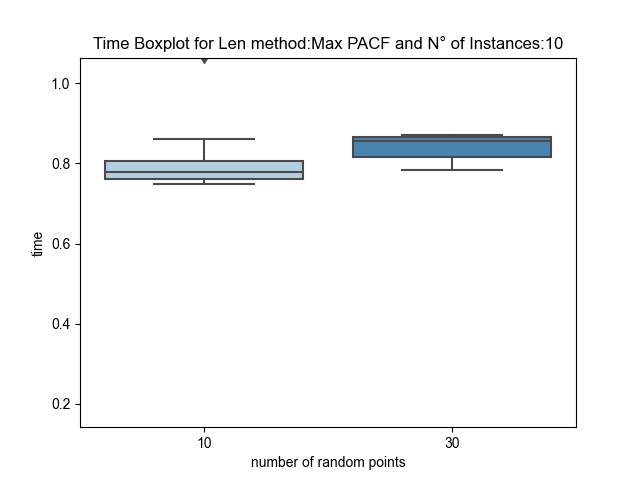 Time Boxplot for Len method:Max PACF and N° of Instances:10
1.0
0.8
0.6
0.4
0.2
time
10 30
number of random points